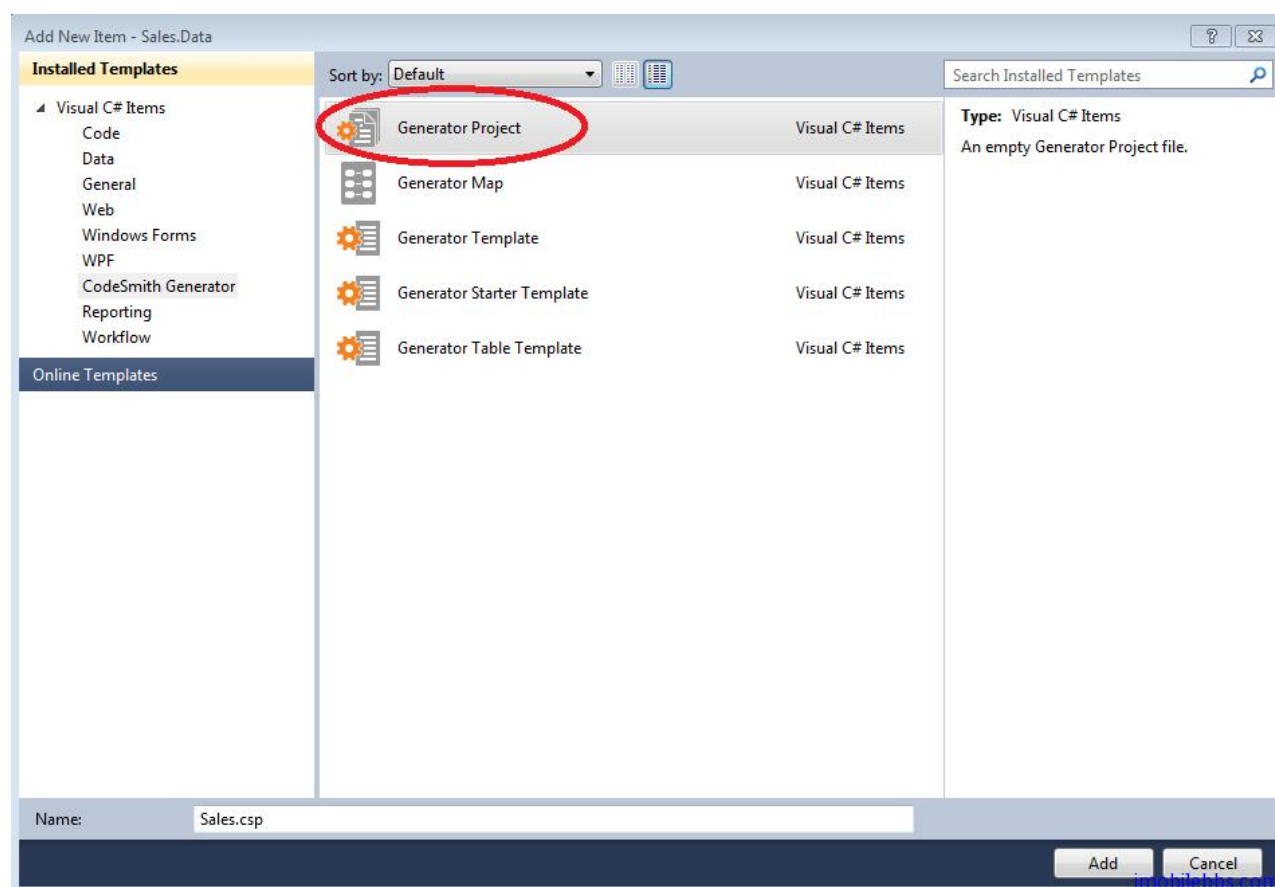 Add New Item - Sales.Data
Installed Templates
Visual C# Items
Code
Data
General
Web
Windows Forms
WPF
CodeSmith Generator
Reporting
Workflow
Online Templates
Sort by: Default
Generator Project Visual C# Items
Generator Map Visual C# Items
Generator Template Visual C# Items
Generator Starter Template Visual C# Items
Generator Table Template Visual C# Items
Search Installed Templates
Type: Visual C# Items
An empty Generator Project file.
Name: Sales.csp
Add Cancel
imobilebbs.com